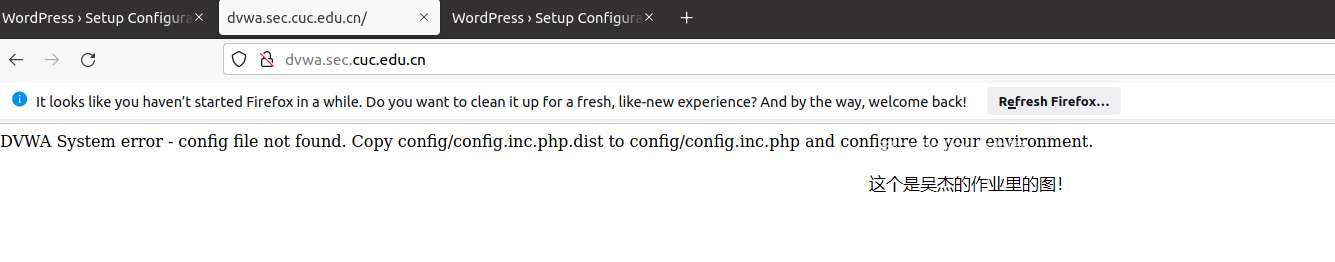 WordPress › Setup Configura
dvwa.sec.cuc.edu.cn/
WordPress › Setup Configura
dvwa.sec.cuc.edu.cn
It looks like you haven’t started Firefox in a while. Do you want to clean it up for a fresh, like-new experience? And by the way, welcome back!
Refresh Firefox…
DVWA System error - config file not found. Copy config/config.inc.php.dist to config/config.inc.php and configure to your environment.
这个是吴杰的作业里的图！